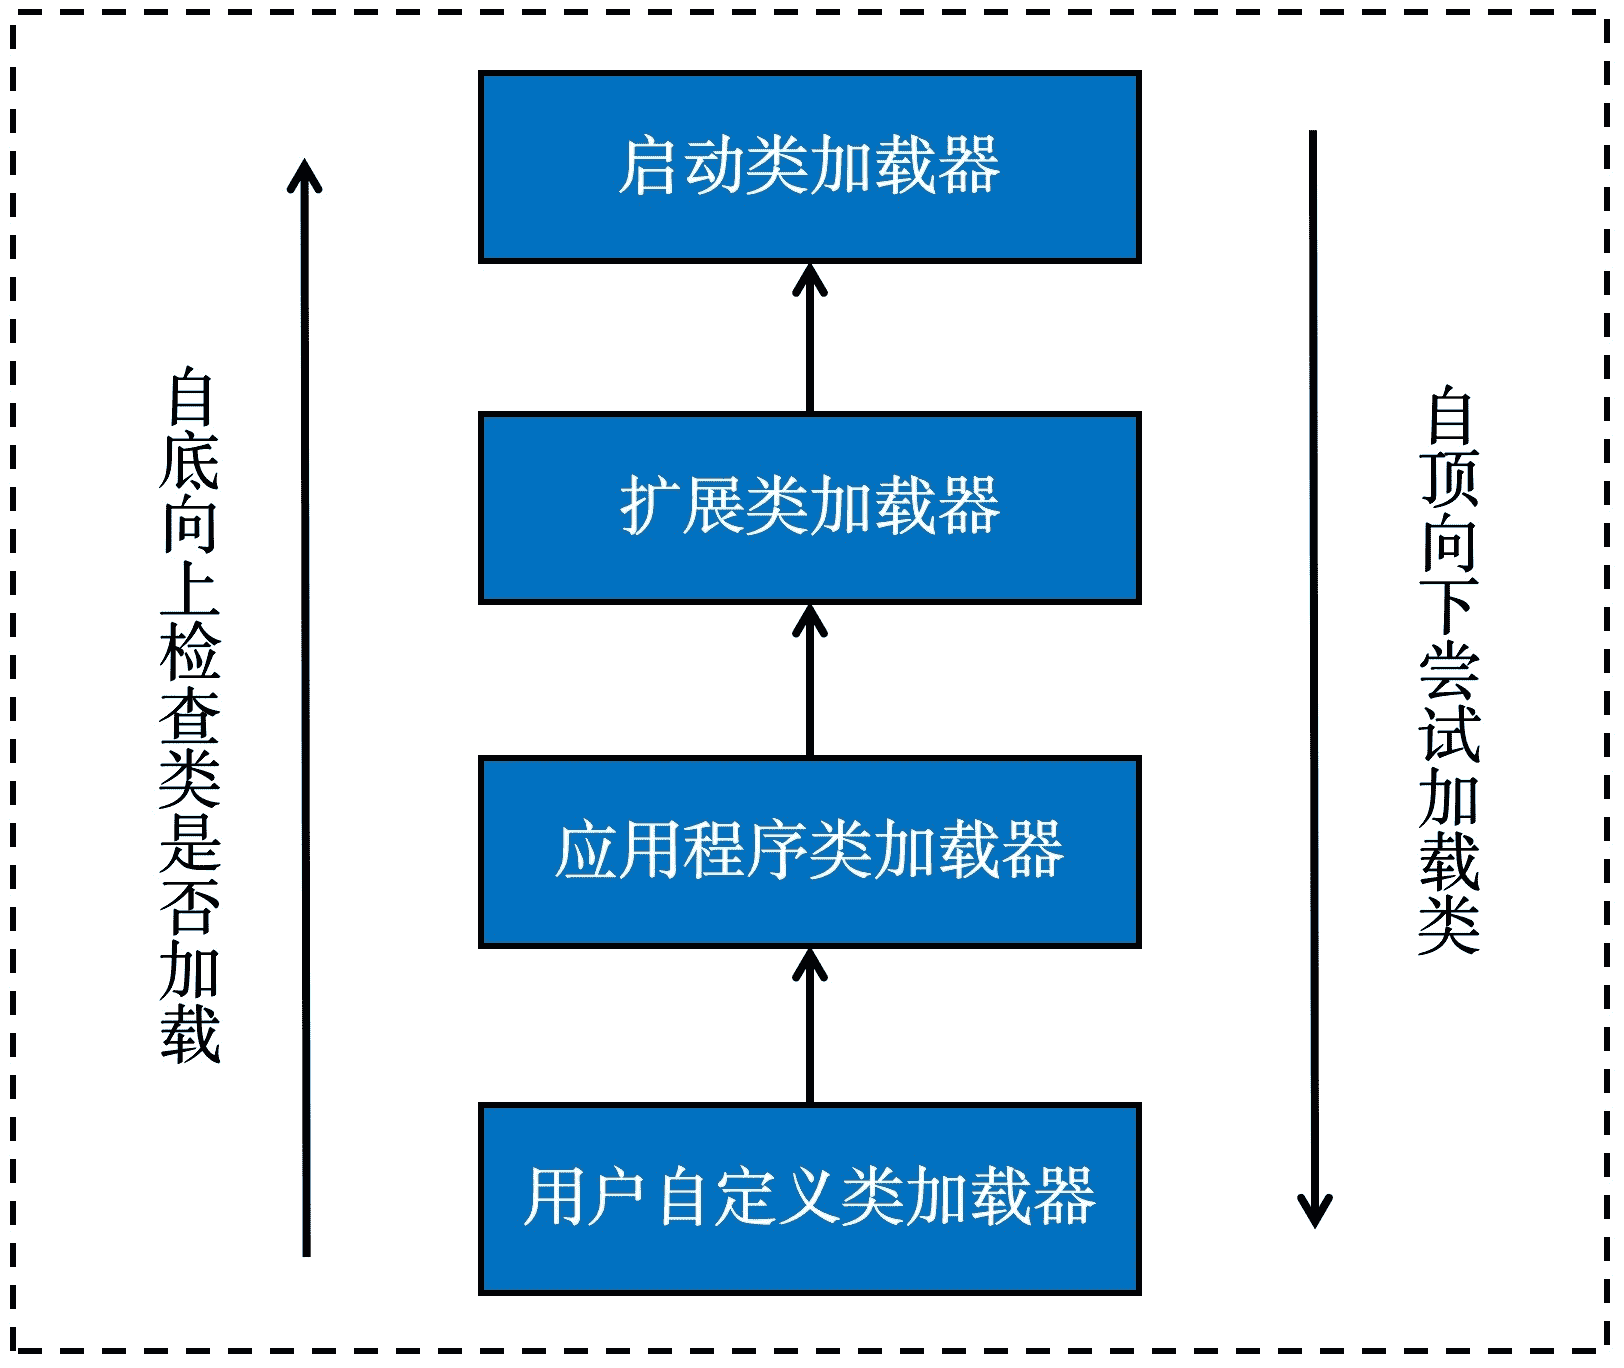 启动类加载器
扩展类加载器
应用程序类加载器
用户自定义类加载器
自底向上检查类是否加载
自顶向下尝试加载类